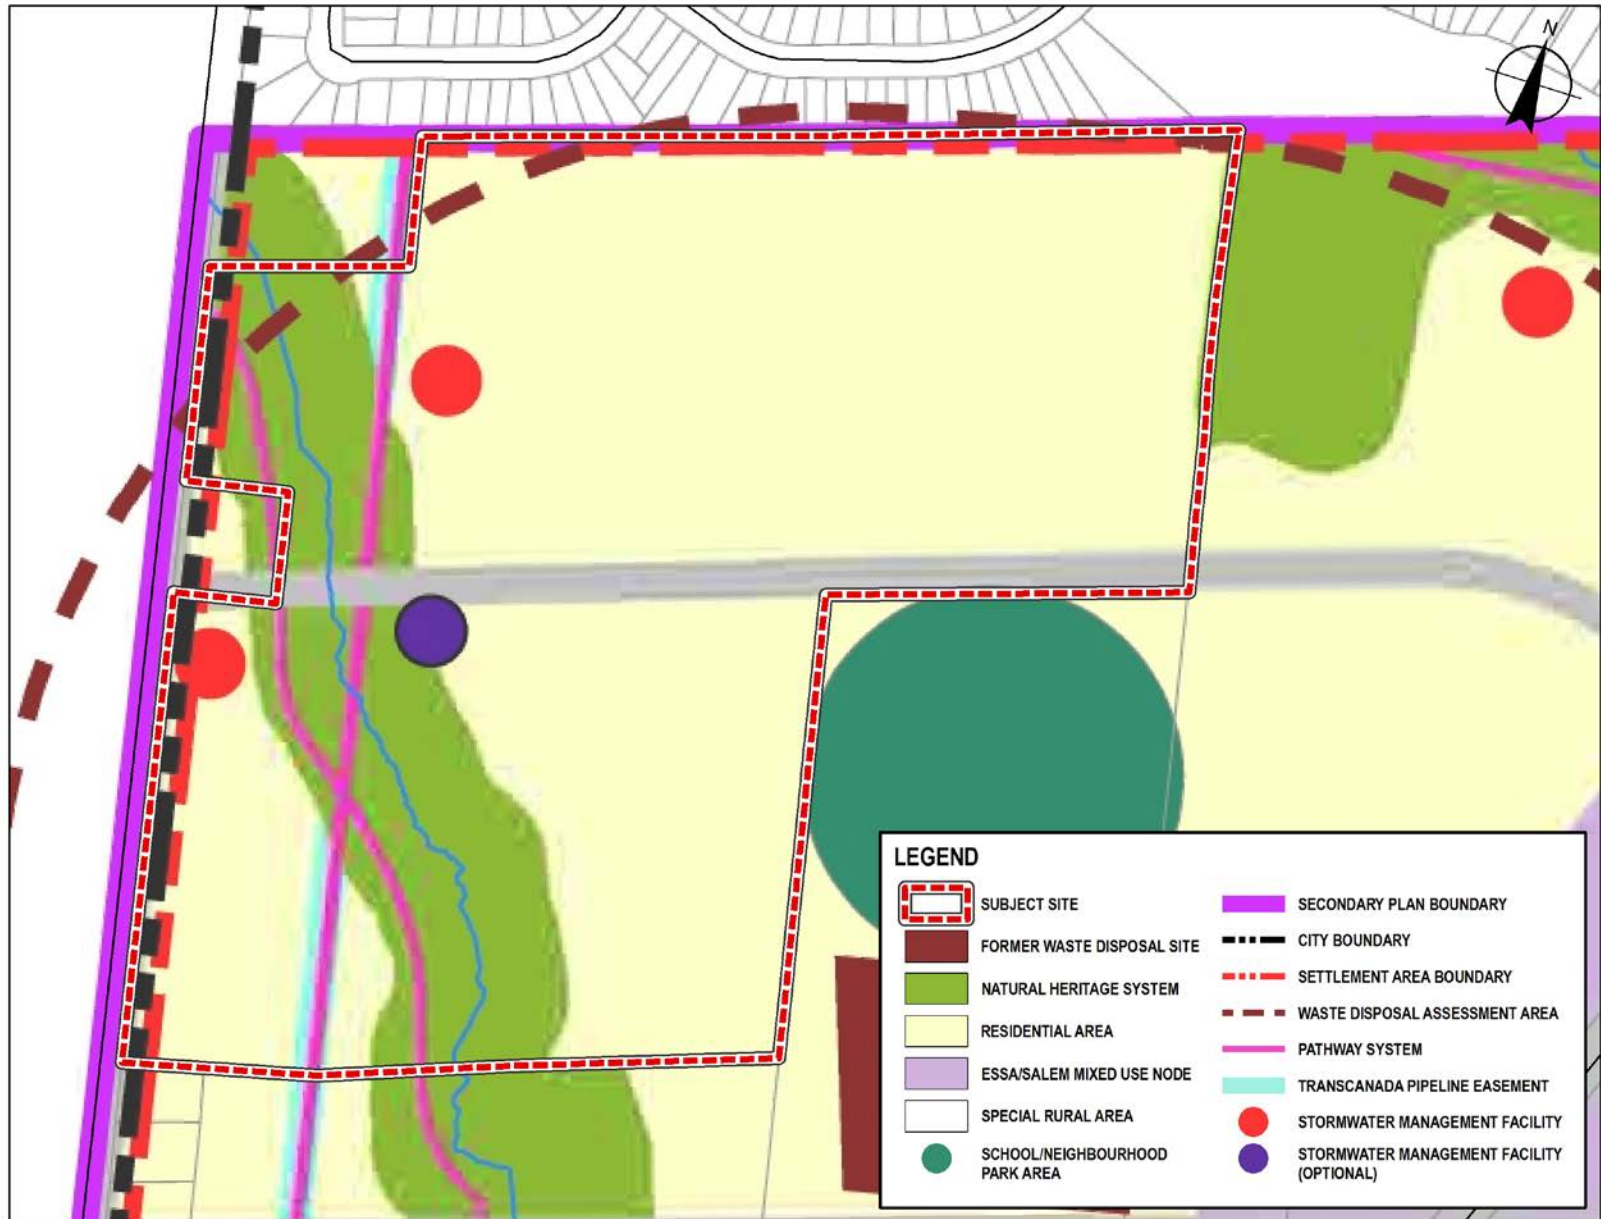 N
LEGEND
SUBJECT SITE
FORMER WASTE DISPOSAL SITE
NATURAL HERITAGE SYSTEM
RESIDENTIAL AREA
ESSA/SALEM MIXED USE NODE
SPECIAL RURAL AREA
SCHOOL/NEIGHBOURHOOD
PARK AREA
SECONDARY PLAN BOUNDARY
CITY BOUNDARY
SETTLEMENT AREA BOUNDARY
WASTE DISPOSAL ASSESSMENT AREA
PATHWAY SYSTEM
TRANSCANADA PIPELINE EASEMENT
STORMWATER MANAGEMENT FACILITY
STORMWATER MANAGEMENT FACILITY
(OPTIONAL)